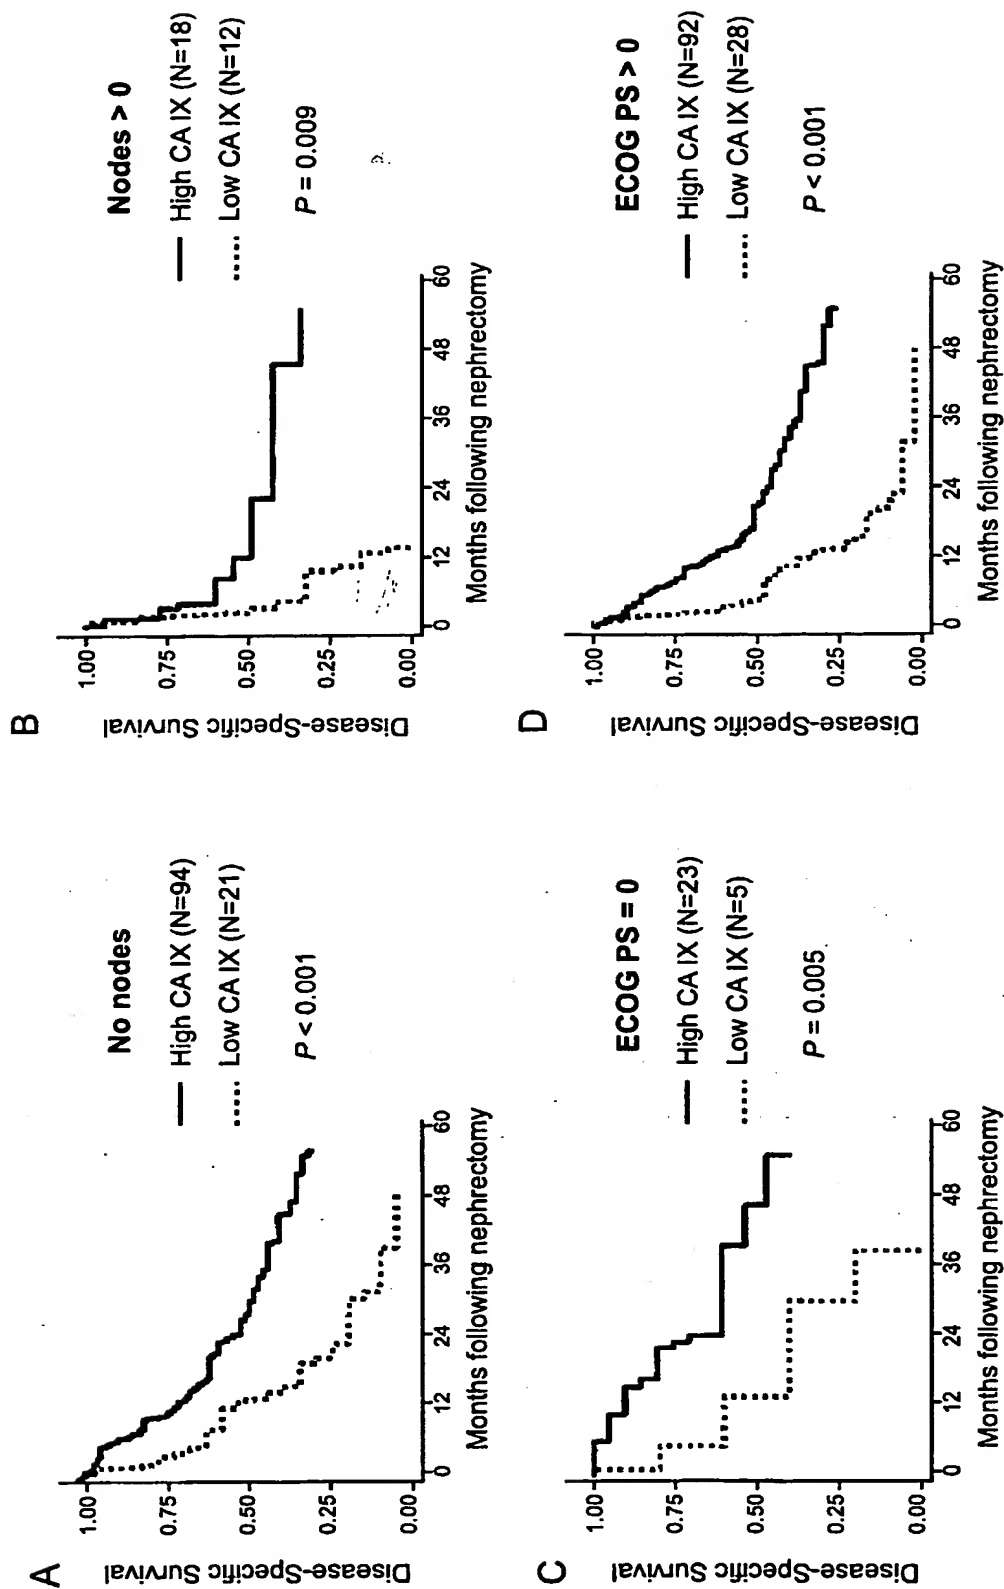 A
No nodes
High CA IX (N=94)
Low CA IX (N=21)
P < 0.001
Disease-Specific Survival
1.00
0.75
0.50
0.25
0.00
0 12 24 36 48 60
Months following nephrectomy
B
Nodes > 0
High CA IX (N=18)
Low CA IX (N=12)
P = 0.009
Disease-Specific Survival
1.00
0.75
0.50
0.25
0.00
0 12 24 36 48 60
Months following nephrectomy
C
ECOG PS = 0
High CA IX (N=23)
Low CA IX (N=5)
P = 0.005
Disease-Specific Survival
1.00
0.75
0.50
0.25
0.00
0 12 24 36 48 60
Months following nephrectomy
D
ECOG PS > 0
High CA IX (N=92)
Low CA IX (N=28)
P < 0.001
Disease-Specific Survival
1.00
0.75
0.50
0.25
0.00
0 12 24 36 48 60
Months following nephrectomy